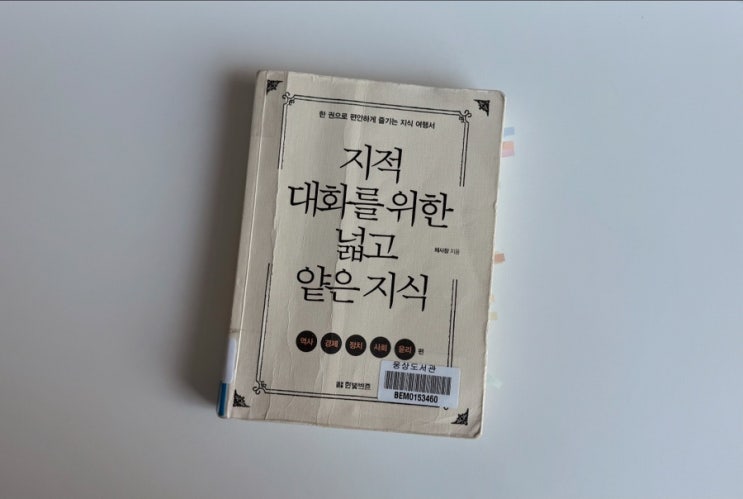 한 권으로 편안하게 즐기는 지식 여행서
지적
대화를 위한
넓고
얕은 지식
채사장 지음
역사 경제 정치 사회 윤리 편
한빛비즈
웅상도서관
BEM0153460